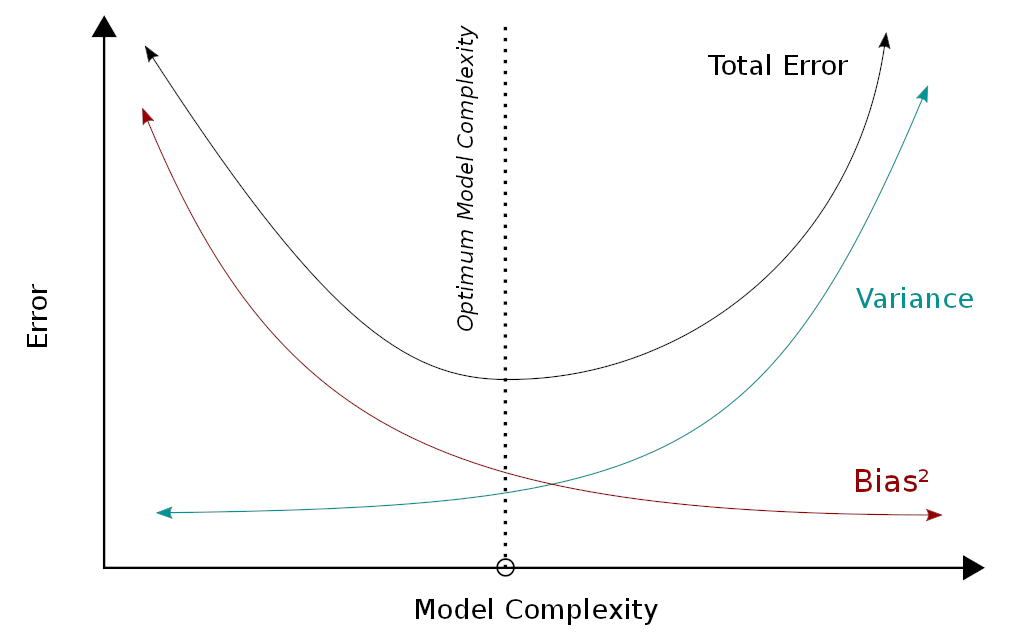 Optimum Model Complexity
Total Error
Variance
Error
Bias²
Model Complexity